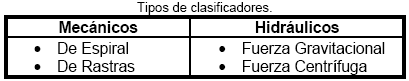 Tipos de clasificadores.
Mecánicos Hidráulicos
• De Espiral • Fuerza Gravitacional
• De Rastras • Fuerza Centrífuga